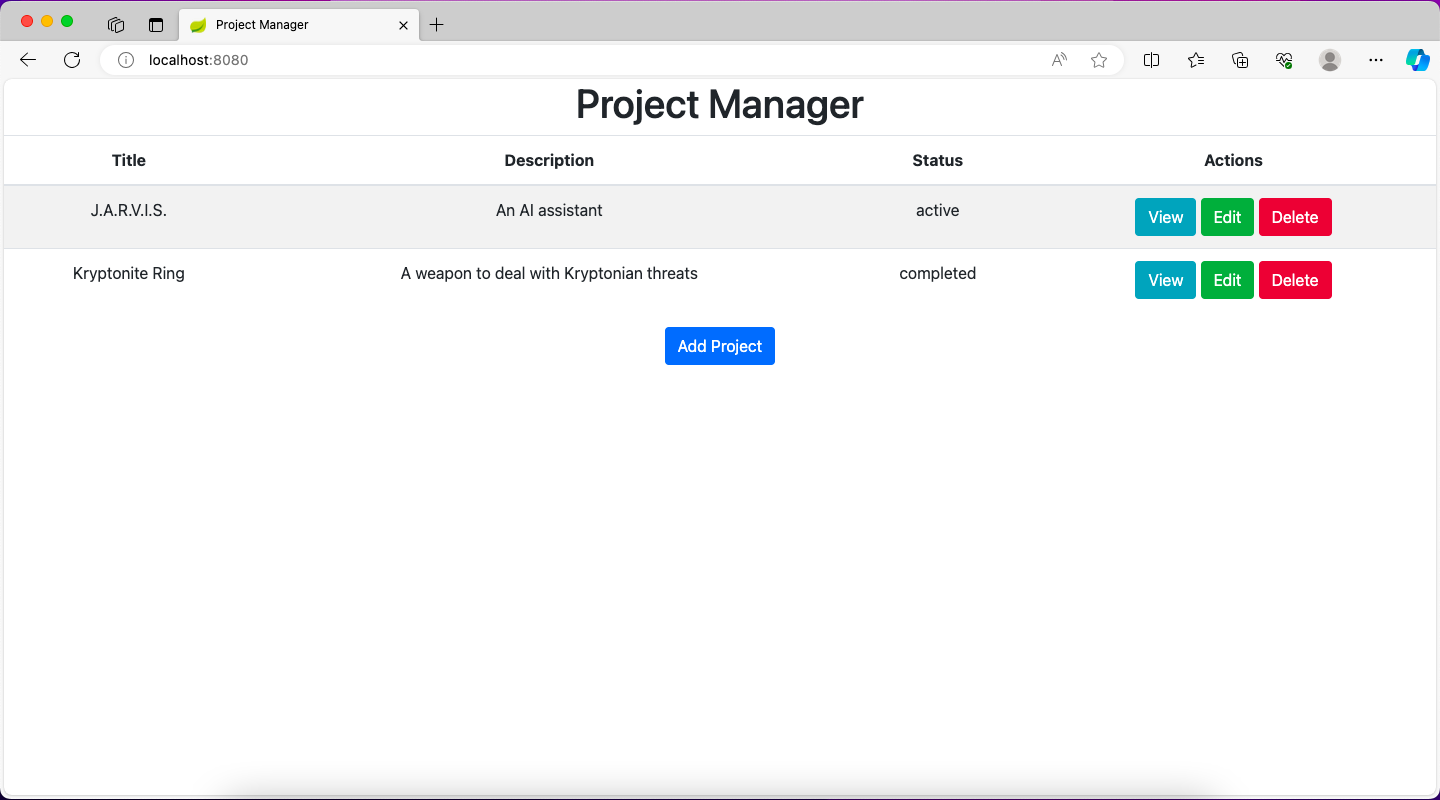 Project Manager
localhost:8080
Project Manager
Title Description Status Actions
J.A.R.V.I.S. An AI assistant active View Edit Delete
Kryptonite Ring A weapon to deal with Kryptonian threats completed View Edit Delete
Add Project